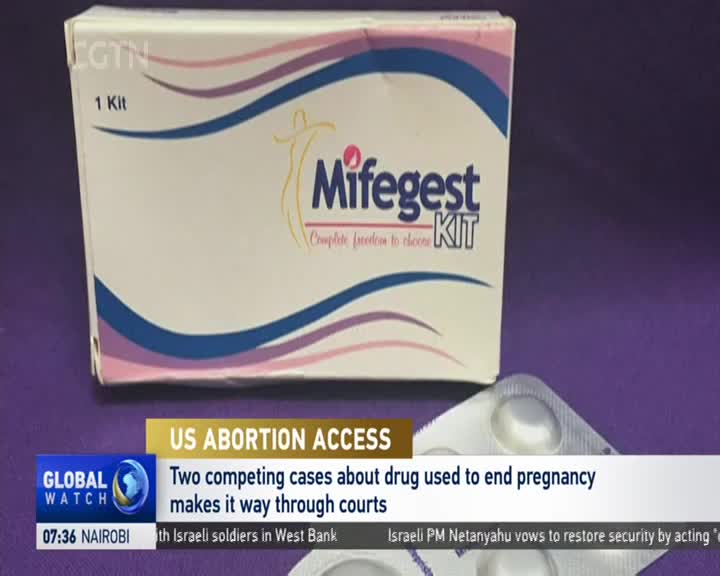 CGTN
1 Kit
Mifegest
KIT
Complete freedom to choose
US ABORTION ACCESS
GLOBAL
WATCH
Two competing cases about drug used to end pregnancy
makes it way through courts
07:36 NAIROBI
ith Israeli soldiers in West Bank Israeli PM Netanyahu vows to restore security by acting "